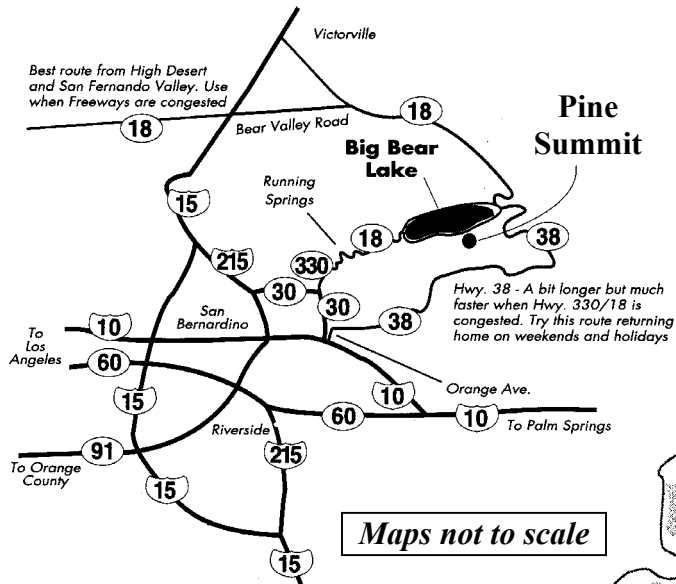 Victorville
Best route from High Desert
and San Fernando Valley. Use
when Freeways are congested
18
Bear Valley Road
18
Pine
Summit
Big Bear
Lake
Running
Springs
15
18
38
215
330
30
30
38
Hwy. 38 - A bit longer but much
faster when Hwy. 330/18 is
congested. Try this route returning
home on weekends and holidays
San
Bernardino
To
Los
Angeles
10
60
Orange Ave.
15
10
60
10
To Palm Springs
Riverside
91
215
To Orange
County
15
Maps not to scale
15